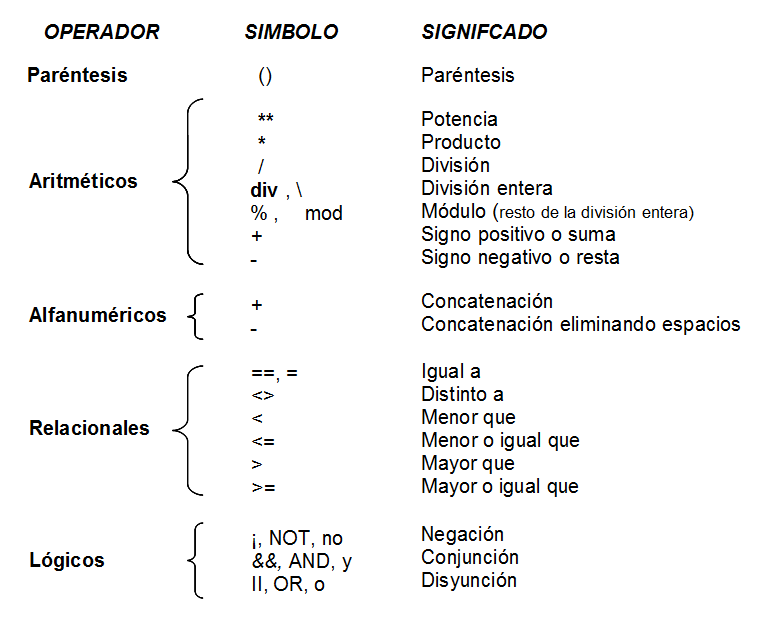 OPERADOR SIMBOLO SIGNIFCADO
Paréntesis () Paréntesis
** Potencia
* Producto
/ División
Aritméticos div , \ División entera
% , mod Módulo (resto de la división entera)
+ Signo positivo o suma
- Signo negativo o resta
+ Concatenación
Alfanuméricos - Concatenación eliminando espacios
==, = Igual a
<> Distinto a
< Menor que
Relacionales <= Menor o igual que
> Mayor que
>= Mayor o igual que
¡, NOT, no Negación
Lógicos &&, AND, y Conjunción
II, OR, o Disyunción